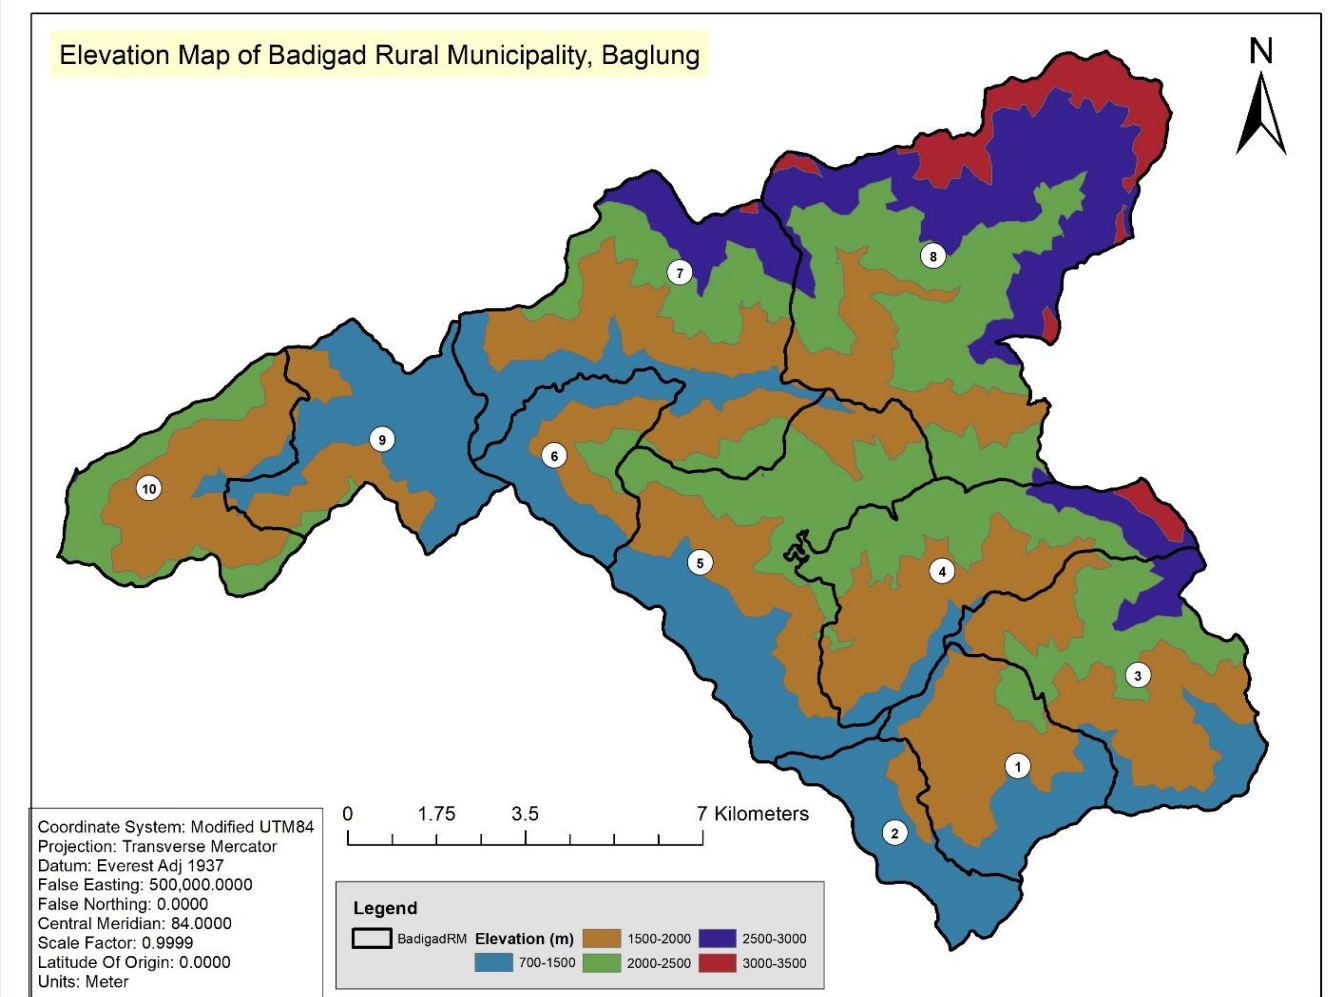 Elevation Map of Badigad Rural Municipality, Baglung
N
8
7
9
6
10
5
4
3
1
2
0 1.75 3.5 7 Kilometers
Coordinate System: Modified UTM84
Projection: Transverse Mercator
Datum: Everest Adj 1937
False Easting: 500,000.0000
False Northing: 0.0000
Central Meridian: 84.0000
Scale Factor: 0.9999
Latitude Of Origin: 0.0000
Units: Meter
Legend
BadigadRM Elevation (m) 1500-2000 2500-3000
700-1500 2000-2500 3000-3500